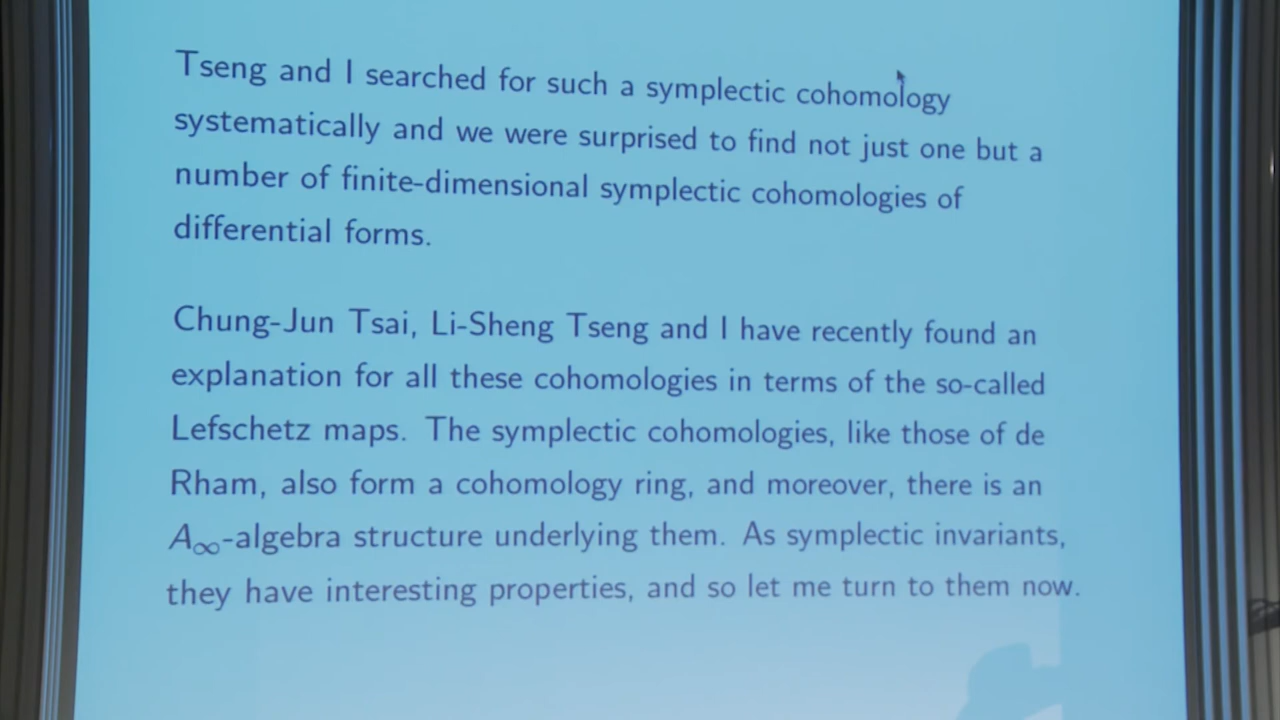 Tseng and I searched for such a symplectic cohomology
systematically and we were surprised to find not just one but a
number of finite-dimensional symplectic cohomologies of
differential forms.
Chung-Jun Tsai, Li-Sheng Tseng and I have recently found an
explanation for all these cohomologies in terms of the so-called
Lefschetz maps. The symplectic cohomologies, like those of de
Rham, also form a cohomology ring, and moreover, there is an
A∞-algebra structure underlying them. As symplectic invariants,
they have interesting properties, and so let me turn to them now.